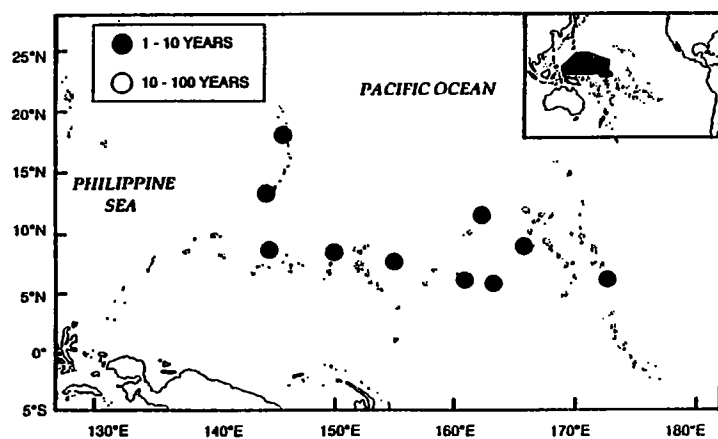 1 - 10 YEARS
10 - 100 YEARS
PACIFIC OCEAN
PHILIPPINE
SEA
25°N
20°N
15°N
10°N
5°N
0°
5°S
130°E
140°E
150°E
160°E
170°E
180°E